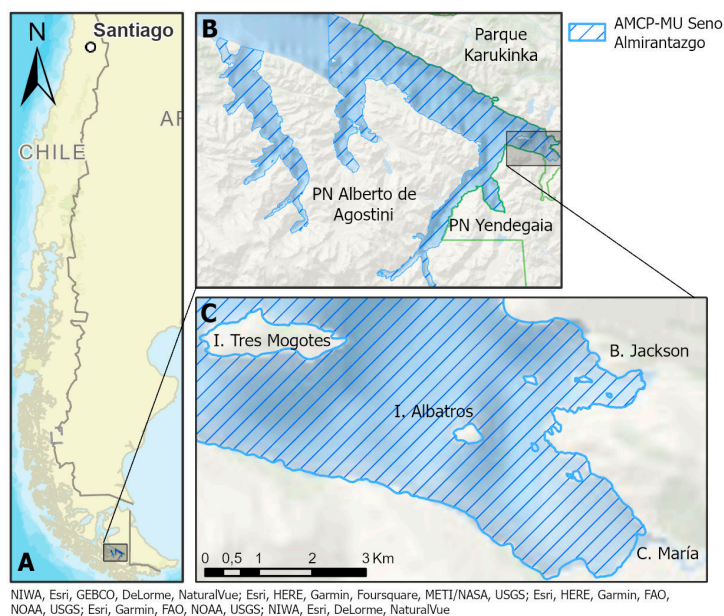 N
Santiago
CHILE
AR
A
B
Parque
Karukinka
PN Alberto de
Agostini
PN Yendegaia
AMCP-MU Seno
Almirantazgo
C
I. Tres Mogotes
B. Jackson
I. Albatros
C. María
0 0,5 1 2 3 Km
NIWA, Esri, GEBCO, DeLorme, NaturalVue; Esri, HERE, Garmin, Foursquare, METI/NASA, USGS; Esri, HERE, Garmin, FAO,
NOAA, USGS; Esri, Garmin, FAO, NOAA, USGS; NIWA, Esri, DeLorme, NaturalVue